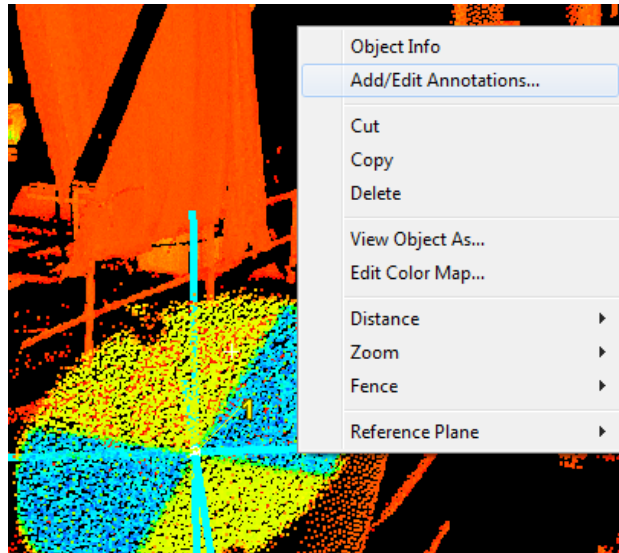 Object Info
Add/Edit Annotations...
Cut
Copy
Delete
View Object As...
Edit Color Map...
Distance
Zoom
Fence
Reference Plane
1